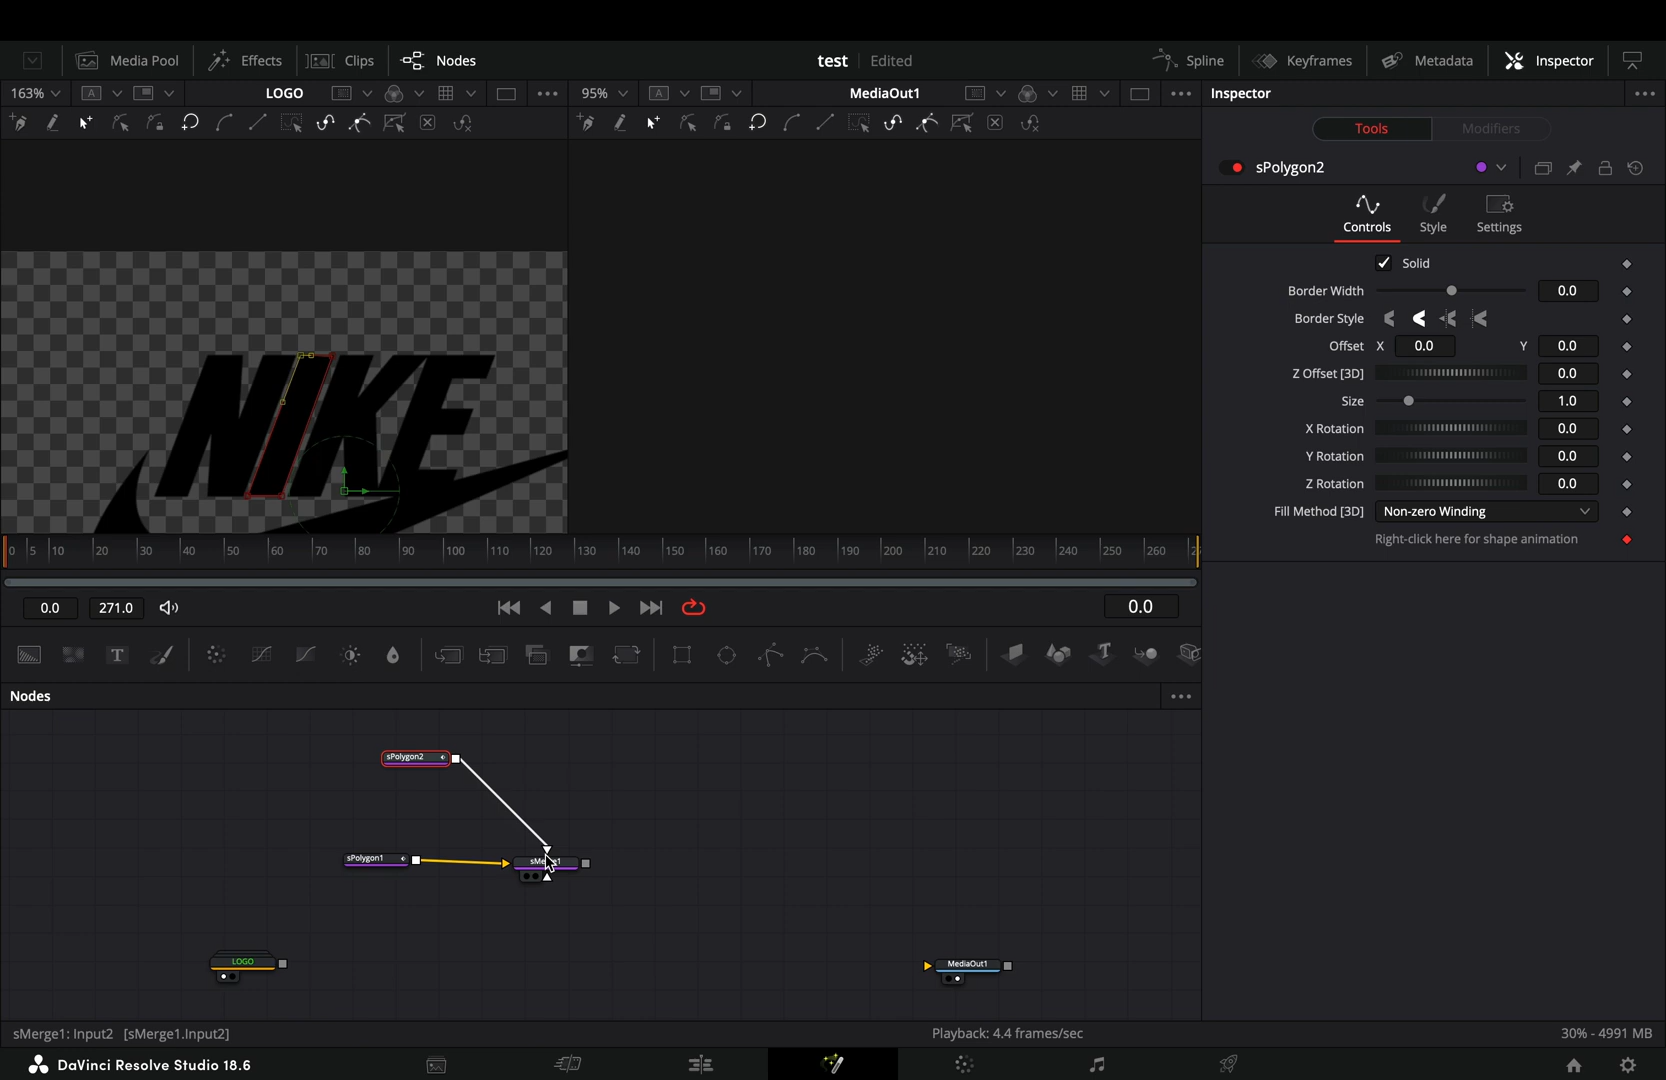 Media Pool
Effects
Clips
Nodes
test
Edited
Spline
Keyframes
Metadata
Inspector
163%
A
LOGO
95%
A
MediaOut1
Inspector
Tools
Modifiers
sPolygon2
Controls
Style
Settings
Solid
Border Width
0.0
Border Style
Offset X 0.0 Y 0.0
Z Offset [3D]
0.0
Size
1.0
X Rotation
0.0
Y Rotation
0.0
Z Rotation
0.0
Fill Method [3D]
Non-zero Winding
Right-click here for shape animation
NIKE
0 5 10 20 30 40 50 60 70 80 90 100 110 120 130 140 150 160 170 180 190 200 210 220 230 240 250 260
0.0
271.0
0.0
T
T
Nodes
sPolygon2
sPolygon1
LOGO
MediaOut1
sMerge1: Input2 [sMerge1.Input2]
Playback: 4.4 frames/sec
30% - 4991 MB
DaVinci Resolve Studio 18.6